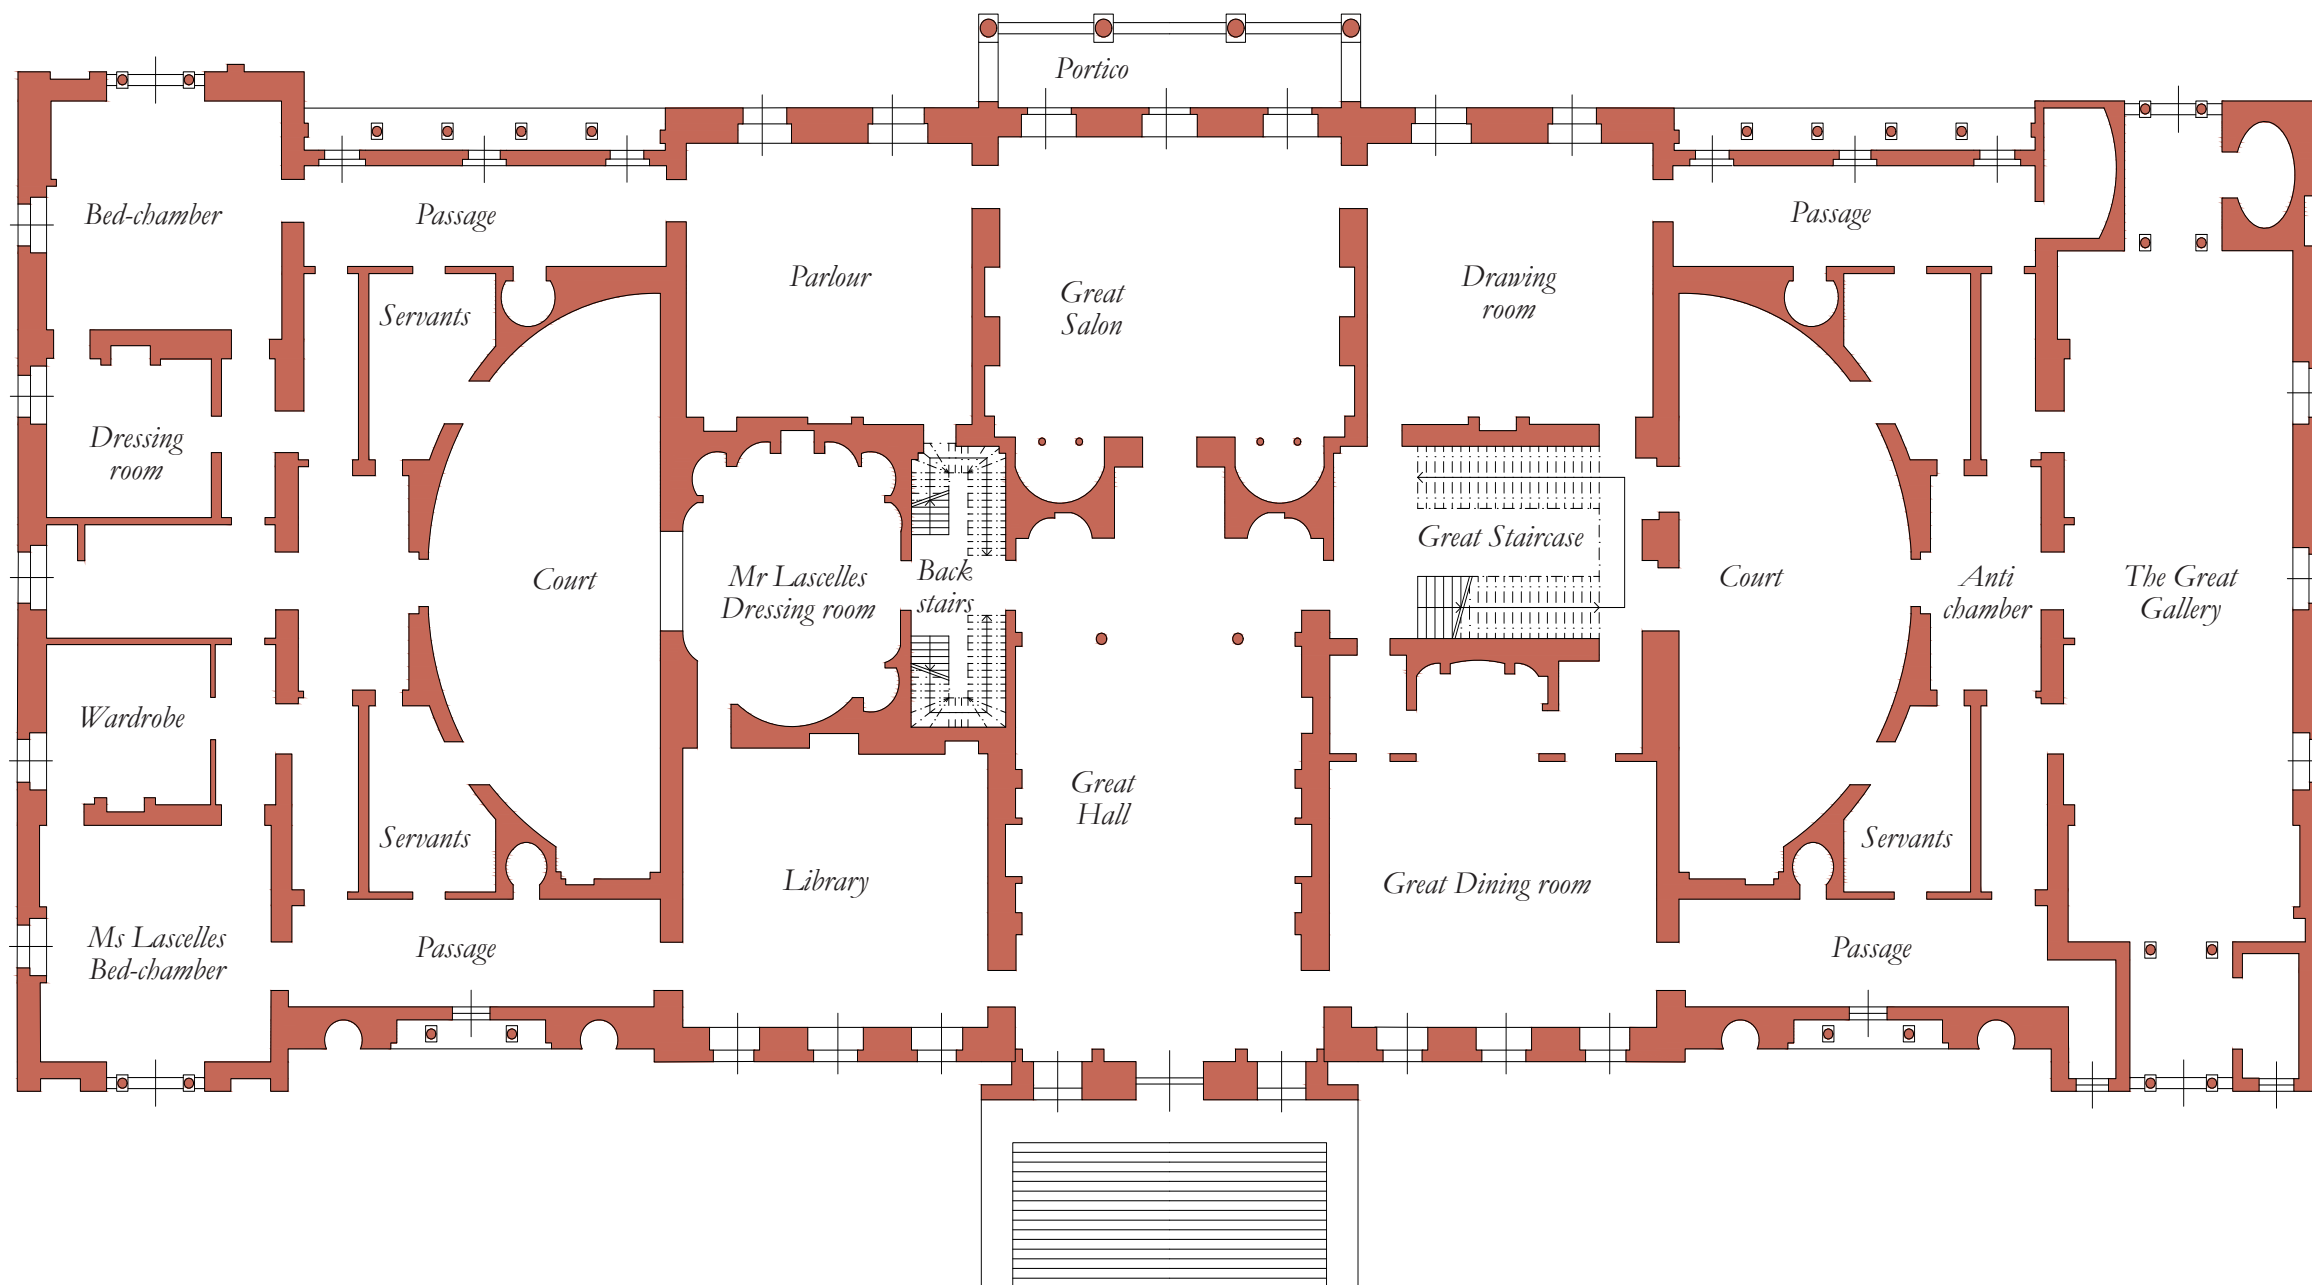 Portico
Bed-chamber
Passage
Passage
Parlour
Great
Salon
Drawing
room
Servants
Dressing
room
Great Staircase
Court
Mr Lascelles
Dressing room
Back
stairs
Court
Anti
chamber
The Great
Gallery
Wardrobe
Great
Hall
Servants
Servants
Library
Great Dining room
Ms Lascelles
Bed-chamber
Passage
Passage